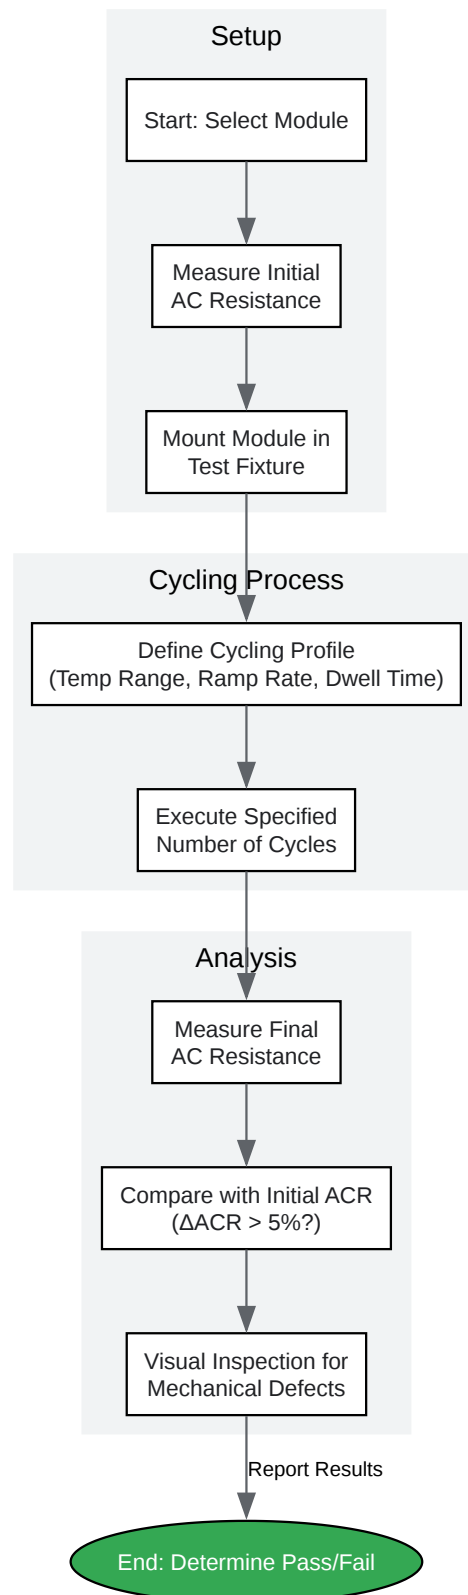 Setup
Start: Select Module
Measure Initial
AC Resistance
Mount Module in
Test Fixture
Cycling Process
Define Cycling Profile
(Temp Range, Ramp Rate, Dwell Time)
Execute Specified
Number of Cycles
Analysis
Measure Final
AC Resistance
Compare with Initial ACR
(ΔACR > 5%?)
Visual Inspection for
Mechanical Defects
Report Results
End: Determine Pass/Fail